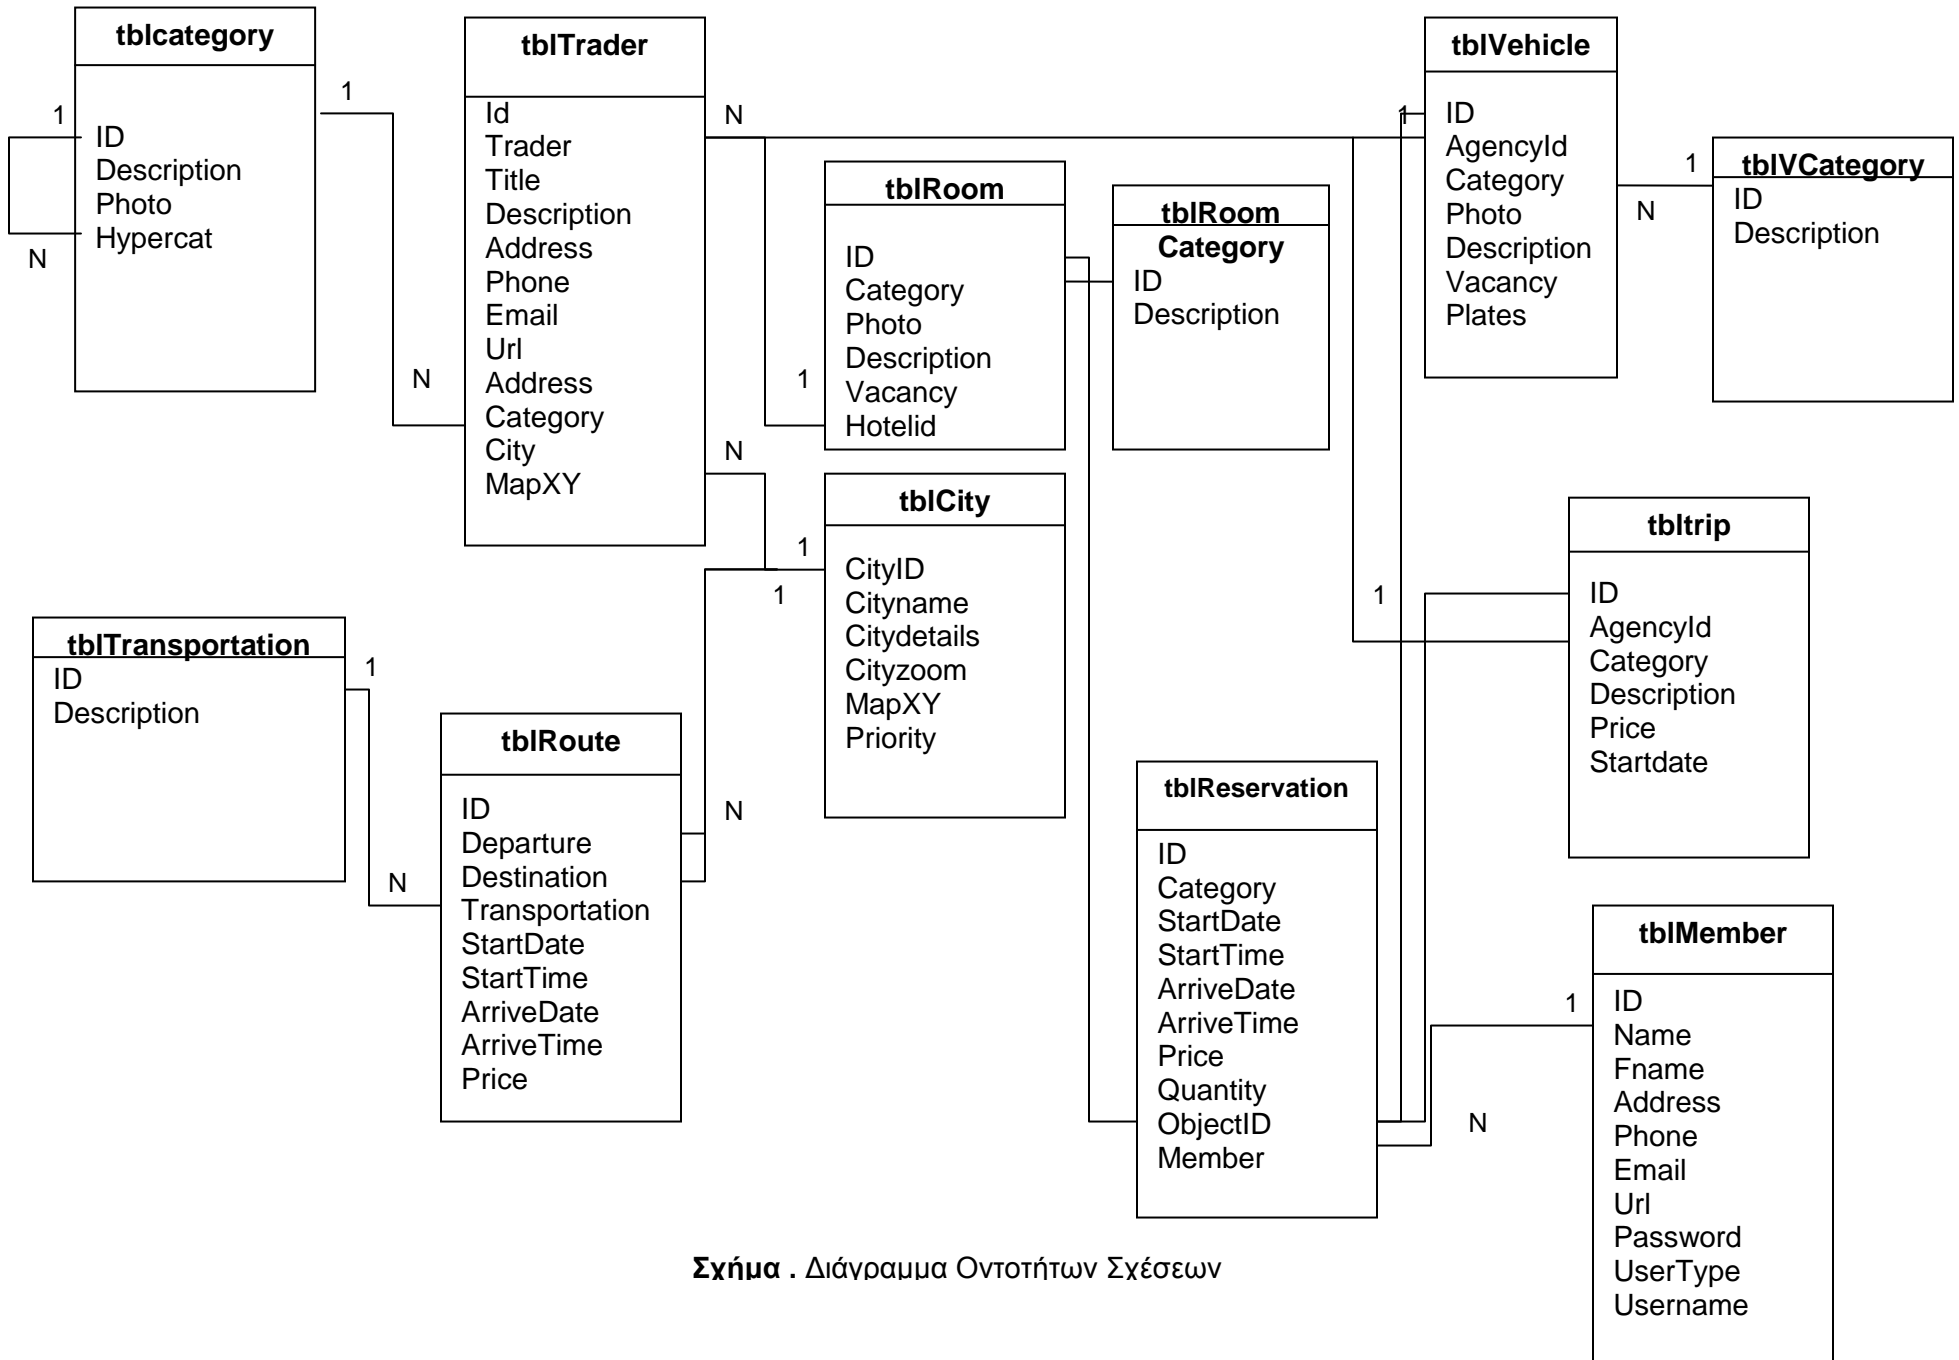 tblcategory
1
ID
Description
Photo
Hypercat
N
1
N
tblTrader
Id
Trader
Title
Description
Address
Phone
Email
Url
Address
Category
City
MapXY
N
N
tblRoom
ID
Category
Photo
Description
Vacancy
Hotelid
1
tblRoom
Category
ID
Description
tblVehicle
1
ID
AgencyId
Category
Photo
Description
Vacancy
Plates
1
N
tblVCategory
ID
Description
tblCity
1
1
CityID
Cityname
Citydetails
Cityzoom
MapXY
Priority
tbltrip
1
ID
AgencyId
Category
Description
Price
Startdate
tblTransportation
ID
Description
1
N
tblRoute
ID
Departure
Destination
Transportation
StartDate
StartTime
ArriveDate
ArriveTime
Price
N
tblReservation
ID
Category
StartDate
StartTime
ArriveDate
ArriveTime
Price
Quantity
ObjectID
Member
N
1
tblMember
ID
Name
Fname
Address
Phone
Email
Url
Password
UserType
Username
Σχήμα . Διάγραμμα Οντοτήτων Σχέσεων